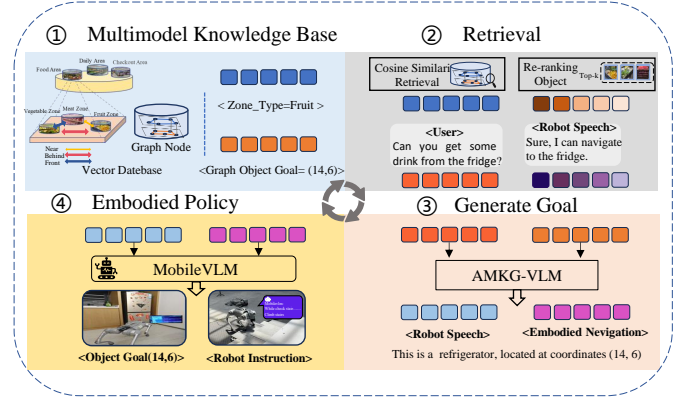 ① Multimodel Knowledge Base
Food Area
Daily Area
Checkout Area
Vegetable Zone
Meat Zone
Fruit Zone
Near
Behind
Front
Graph Node
Vector Datebase
< Zone_Type=Fruit >
<Graph Object Goal= (14,6)>
② Retrieval
Cosine Similari
Retrieval
Re-ranking
Object
Top-k
<User>
Can you get some
drink from the fridge?
<Robot Speech>
Sure, I can navigate
to the fridge.
④ Embodied Policy
MobileVLM
<Object Goal(14,6)>
<Robot Instruction>
③ Generate Goal
AMKG-VLM
<Robot Speech>
<Embodied Nevigation>
This is a refrigerator, located at coordinates (14, 6)